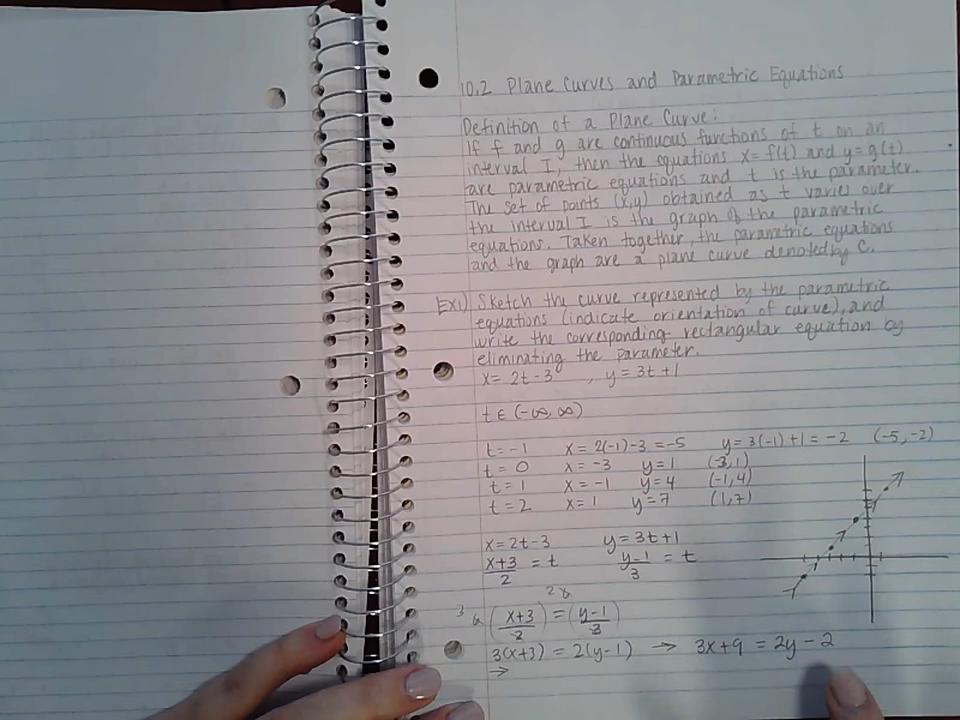 10.2 Plane Curves and Parametric Equations
Definition of a Plane Curve:
If f and g are continuous functions of t on an
interval I, then the equations x=f(t) and y=g(t)
are parametric equations and t is the parameter.
The set of points (x,y) obtained as t varies over
the interval I is the graph of the parametric
equations. Taken together, the parametric equations
and the graph are a plane curve denoted by C.
EX1) Sketch the curve represented by the parametric
equations (indicate orientation of curve), and
write the corresponding rectangular equation by
eliminating the parameter.
x= 2t-3 , y=3t+1
t ∈ (-∞,∞)
t=-1 x=2(-1)-3=-5 y=3(-1)+1=-2 (-5,-2)
t=0 x=-3 y=1 (-3,1)
t=1 x=-1 y=4 (-1,4)
t=2 x=1 y=7 (1,7)
x=2t-3 y=3t+1
(x+3)/2 = t (y-1)/3 = t
3 6 ((x+3)/2) = ((y-1)/3) 2 6
3(x+3) = 2(y-1) → 3x+9 = 2y-2
→